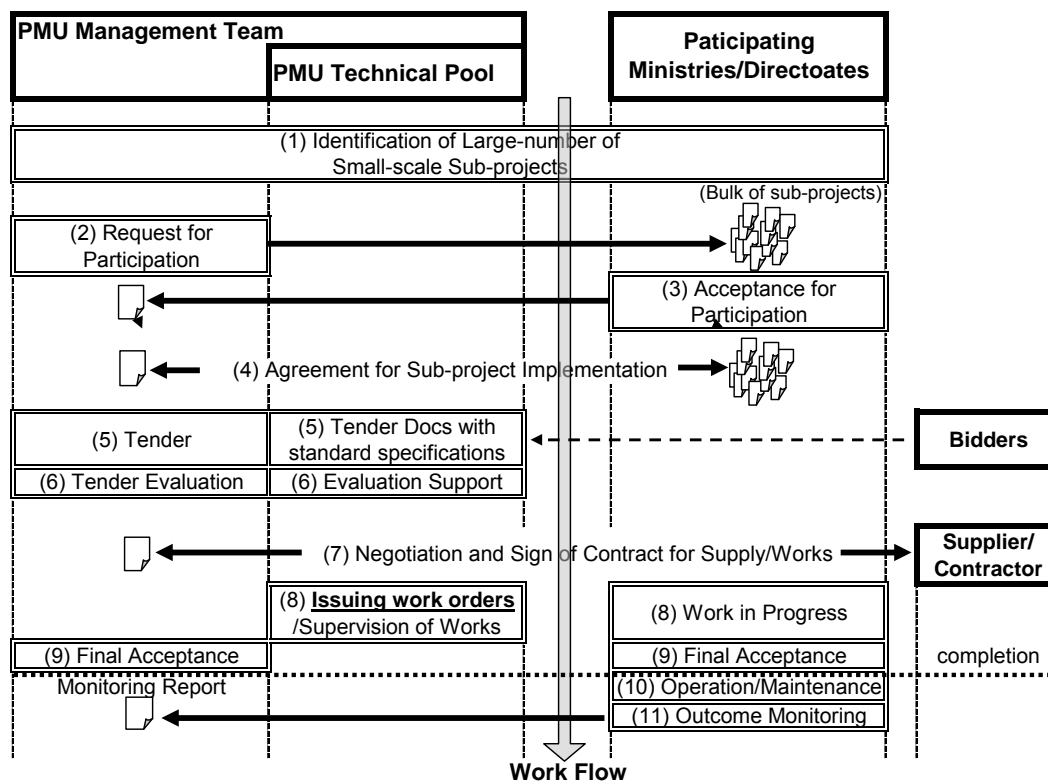 PMU Management Team
PMU Technical Pool
Paticipating
Ministries/Directoates
(1) Identification of Large-number of
Small-scale Sub-projects
(Bulk of sub-projects)
(2) Request for
Participation
(3) Acceptance for
Participation
(4) Agreement for Sub-project Implementation
(5) Tender
(5) Tender Docs with
standard specifications
Bidders
(6) Tender Evaluation
(6) Evaluation Support
(7) Negotiation and Sign of Contract for Supply/Works
Supplier/
Contractor
(8) Issuing work orders
/Supervision of Works
(8) Work in Progress
(9) Final Acceptance
(9) Final Acceptance
completion
Monitoring Report
(10) Operation/Maintenance
(11) Outcome Monitoring
Work Flow